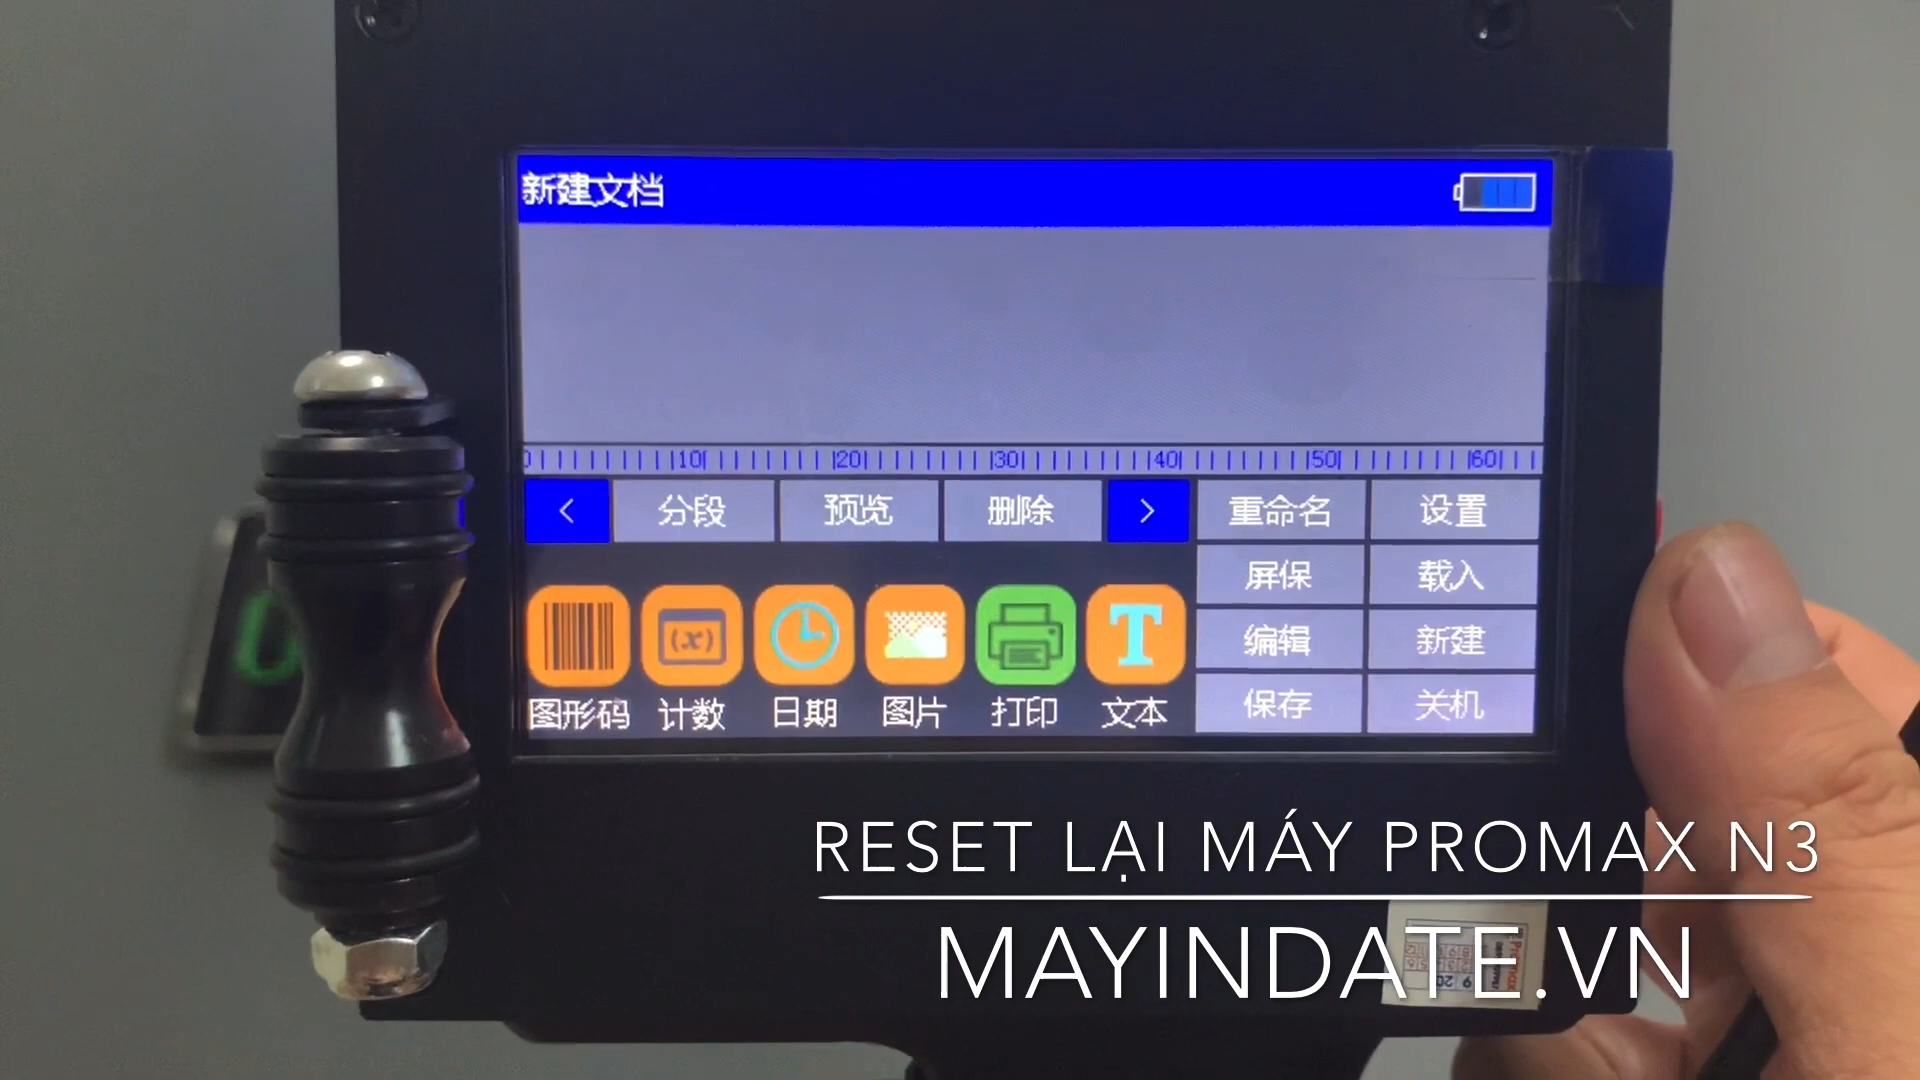 新建文档
0 10 20 30 40 50 60
< 分段 预览 删除 > 重命名 设置
屏保 载入
(x) T 编辑 新建
图形码 计数 日期 图片 打印 文本 保存 关机
RESET LẠI MÁY PROMAX N3
MAYINDATE.VN